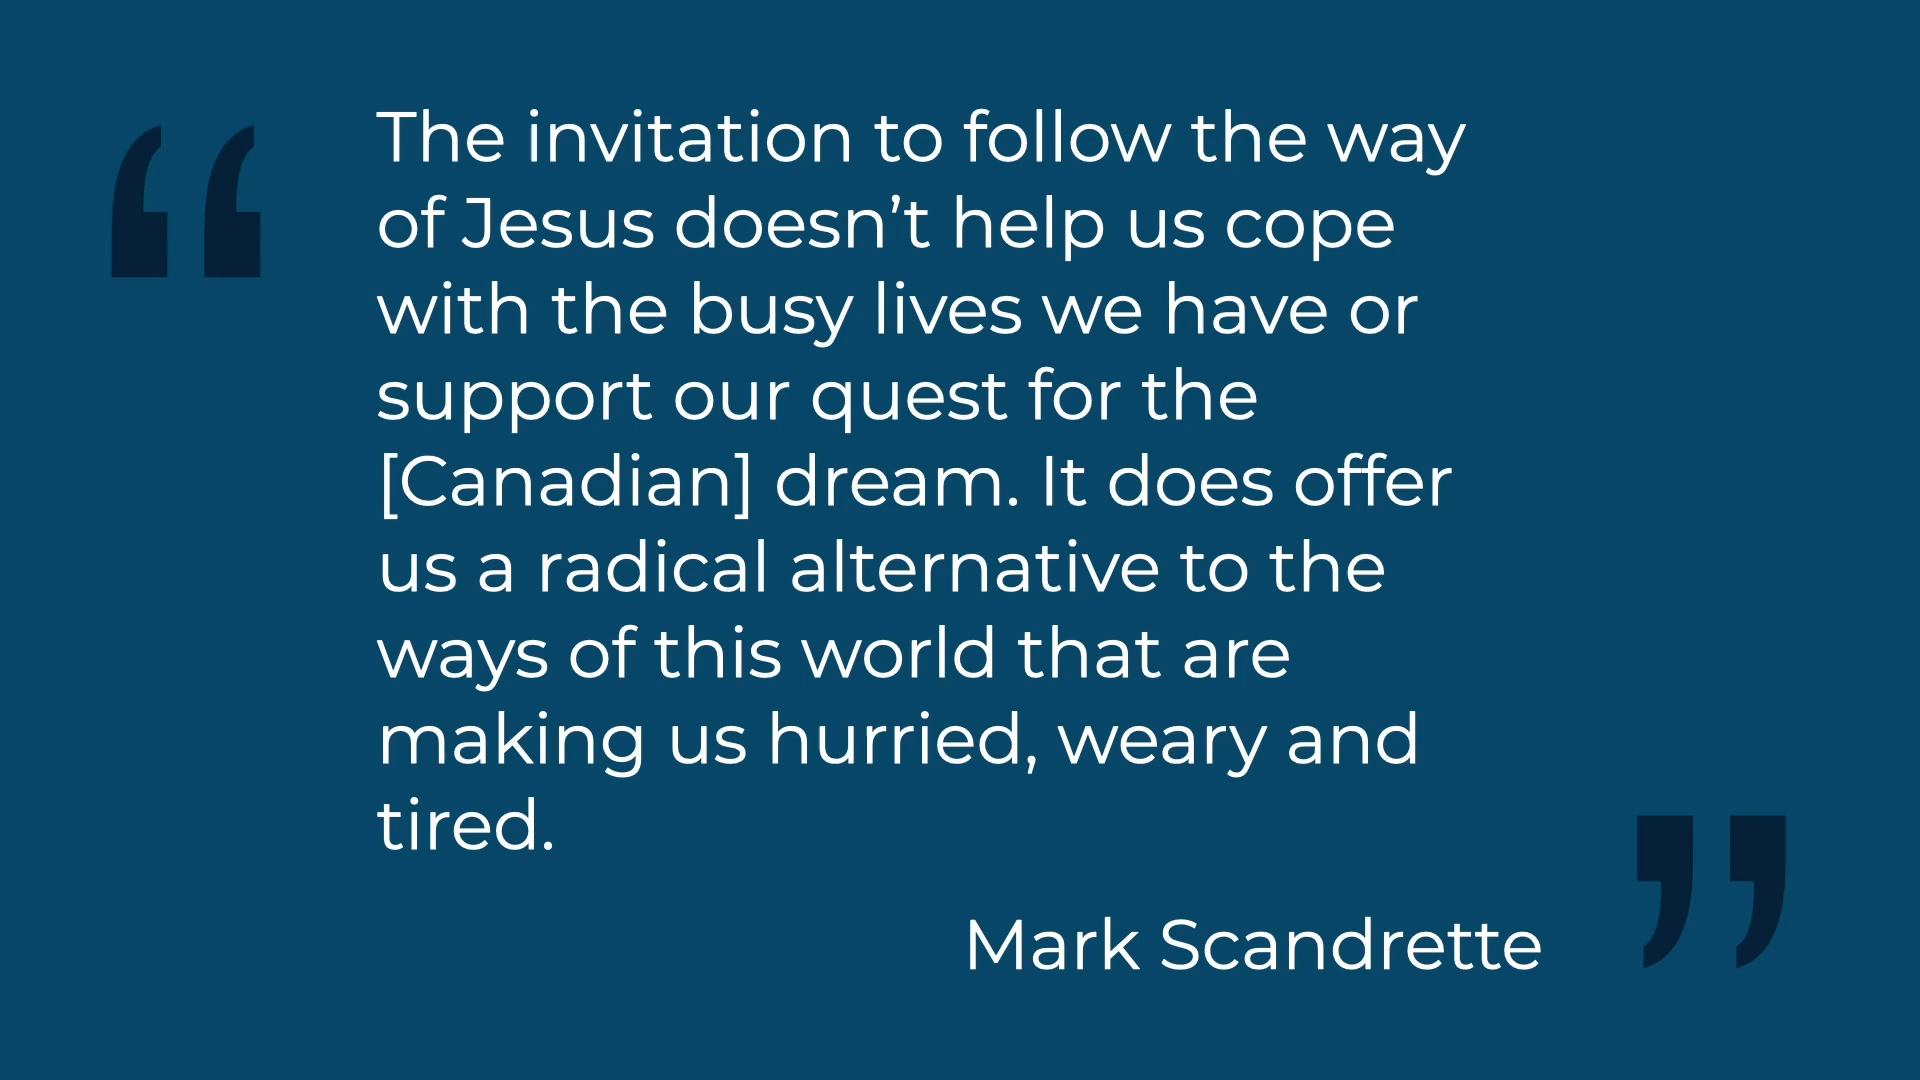 “
The invitation to follow the way
of Jesus doesn’t help us cope
with the busy lives we have or
support our quest for the
[Canadian] dream. It does offer
us a radical alternative to the
ways of this world that are
making us hurried, weary and
tired.
Mark Scandrette
”